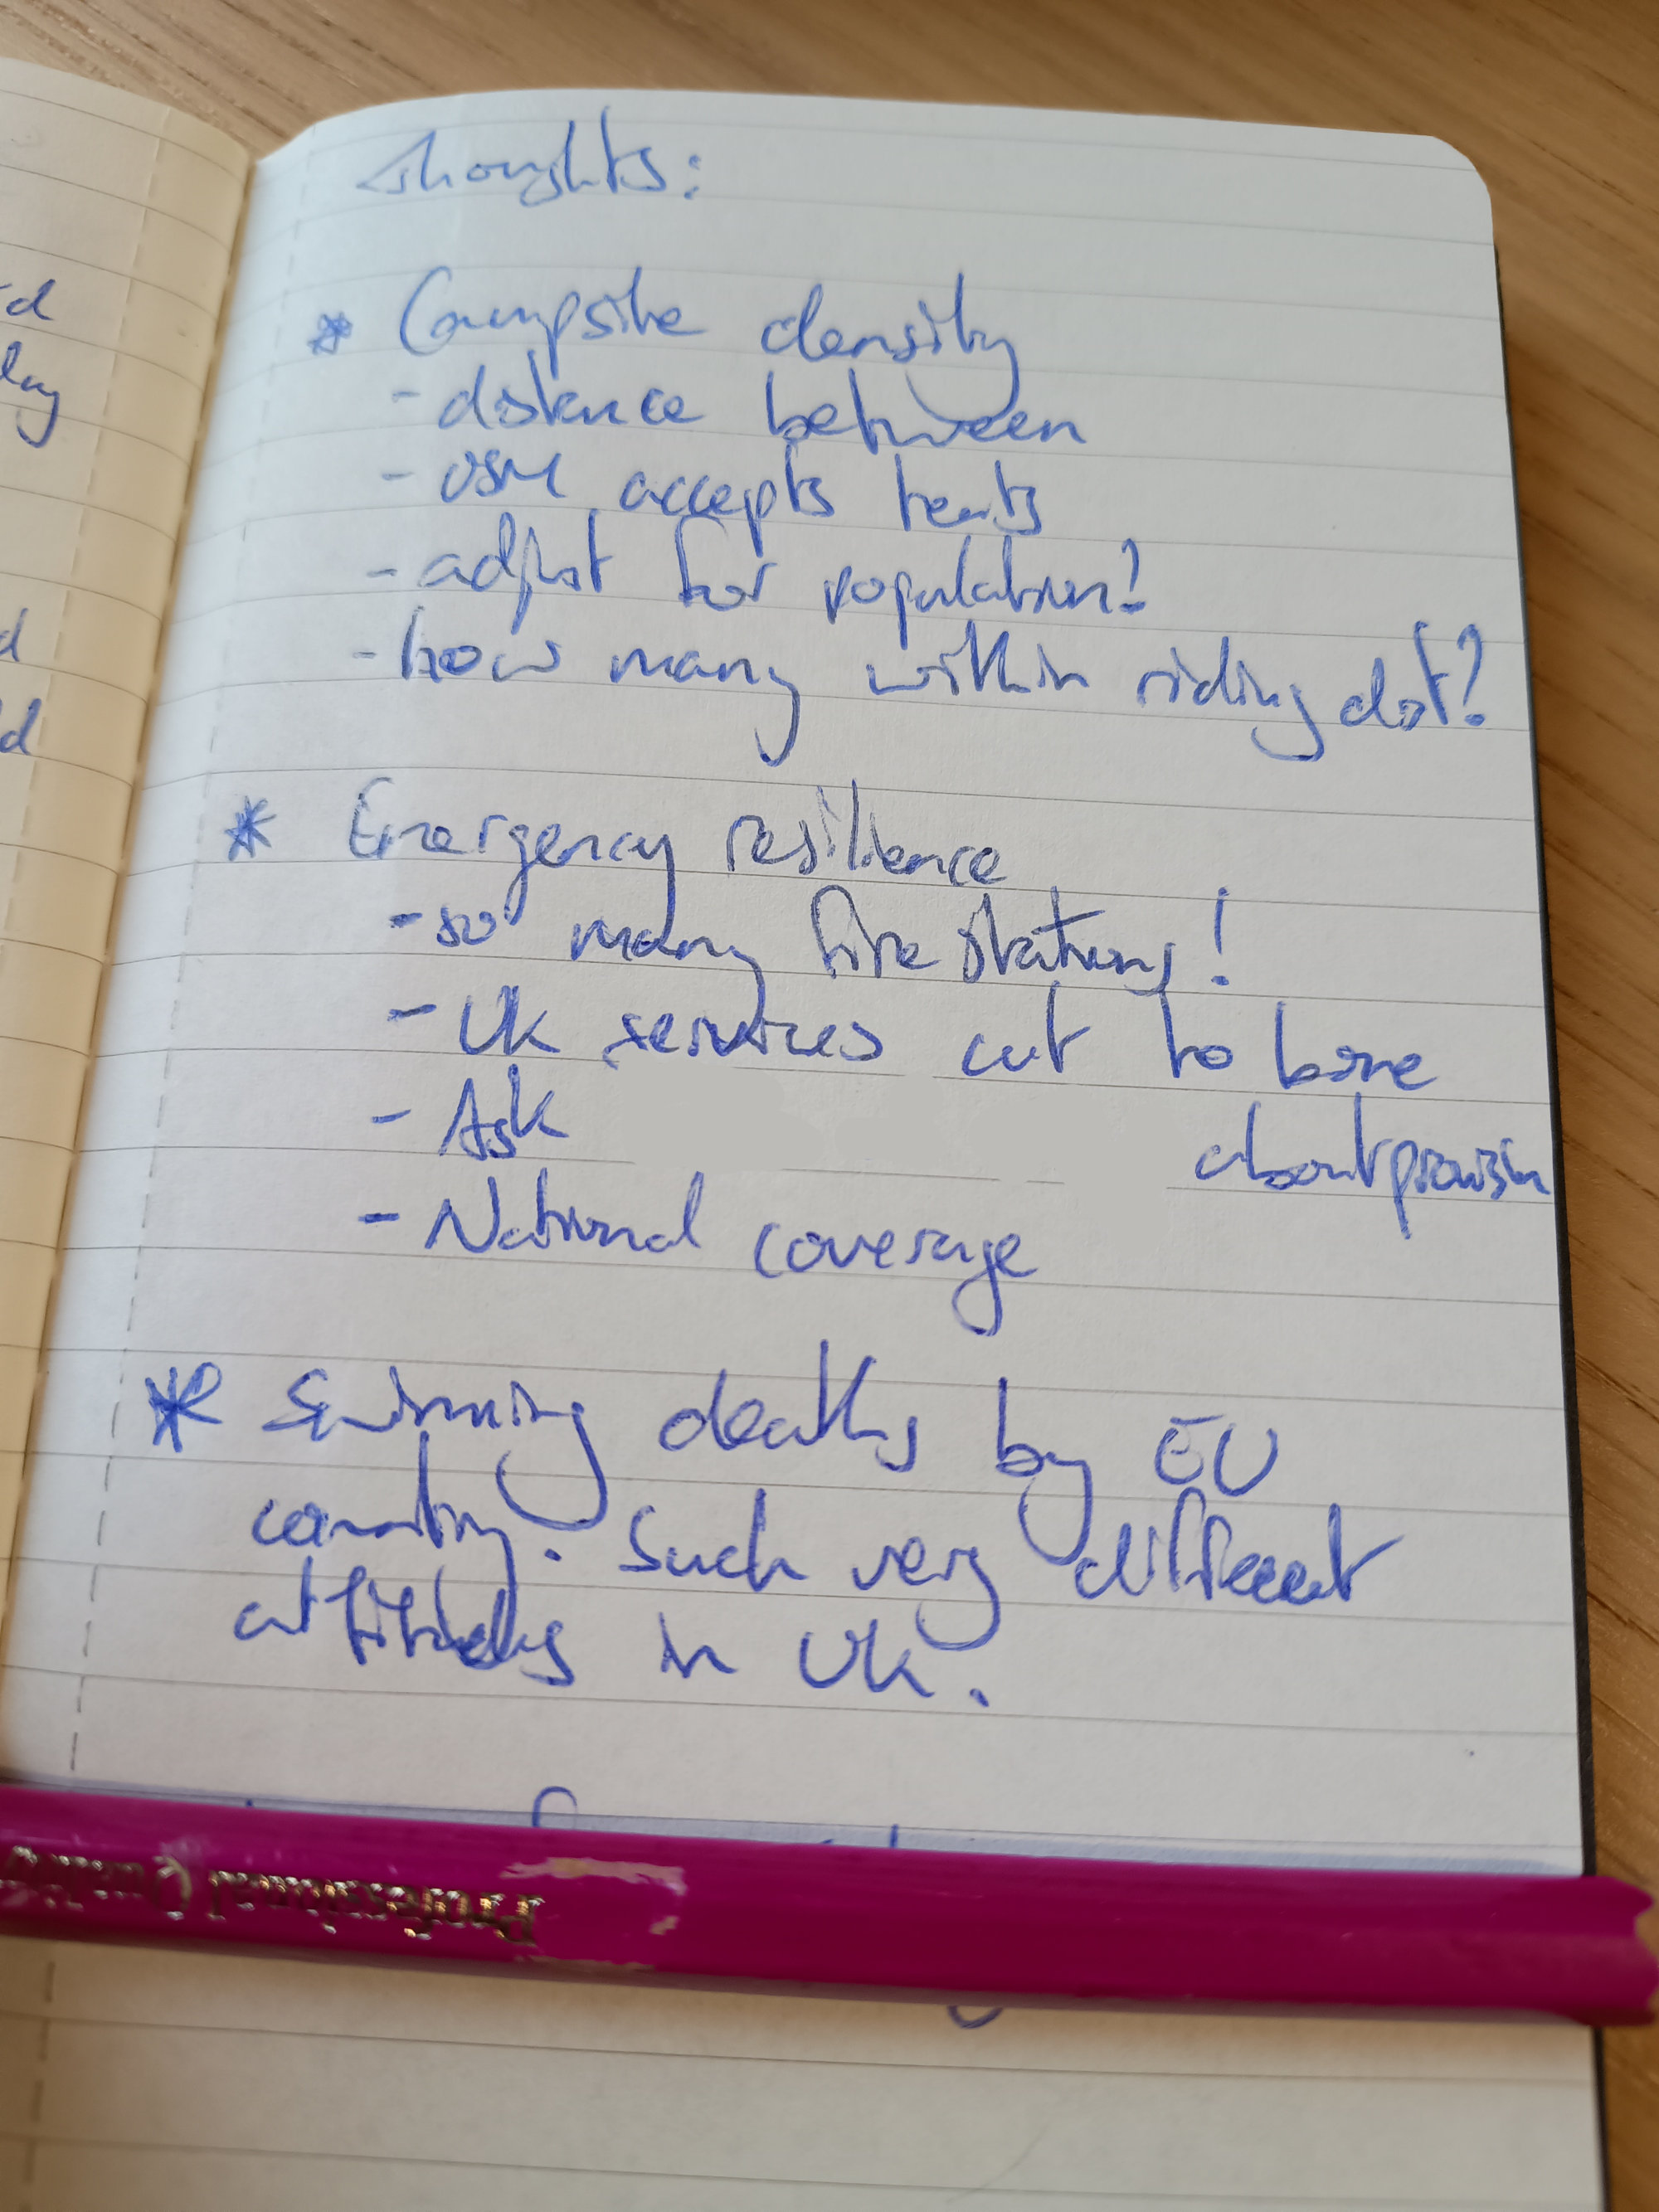 Thoughts:
* Campsite density
- distance between
- OSM accepts tents
- adjust for population?
- how many within riding dist?
* Emergency resilience
- so many fire stations!
- UK services cut to bone
- Ask about provision
- National coverage
* Swimming deaths by EU
country. Such very different
attitudes in UK.
Professional Quality